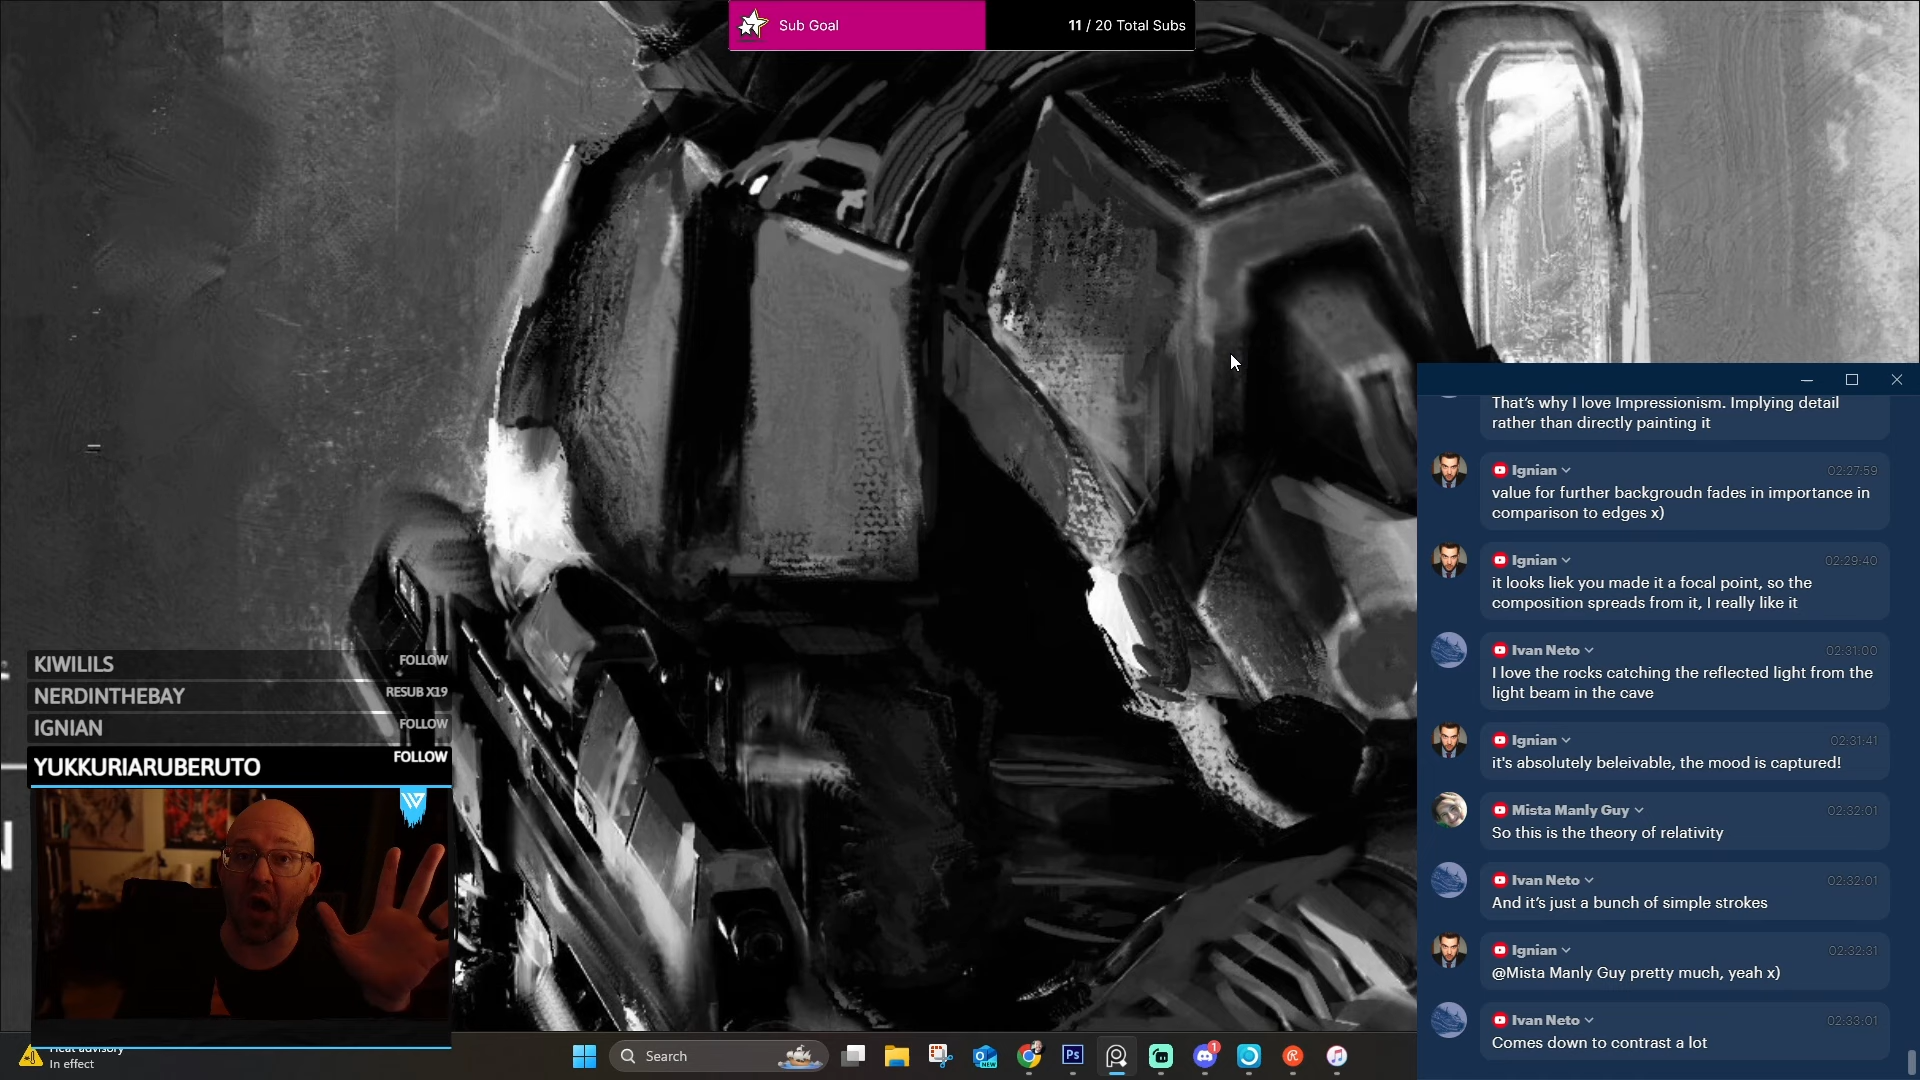 Sub Goal
11 / 20 Total Subs
That's why I love Impressionism. Implying detail
rather than directly painting it
Ignian
02:27:59
value for further backgroudn fades in importance in
comparison to edges x)
Ignian
02:29:40
it looks liek you made it a focal point, so the
composition spreads from it, I really like it
Ivan Neto
02:31:00
I love the rocks catching the reflected light from the
light beam in the cave
Ignian
02:31:41
it's absolutely beleivable, the mood is captured!
Mista Manly Guy
02:32:01
So this is the theory of relativity
Ivan Neto
02:32:01
And it's just a bunch of simple strokes
Ignian
02:32:31
@Mista Manly Guy pretty much, yeah x)
Ivan Neto
02:33:01
Comes down to contrast a lot
KIWILILS
FOLLOW
NERDINTHEBAY
RESUB X19
IGNIAN
FOLLOW
YUKKURIARUBERUTO
FOLLOW
N
Heat advisory
In effect
Search
NEW
Ps
1